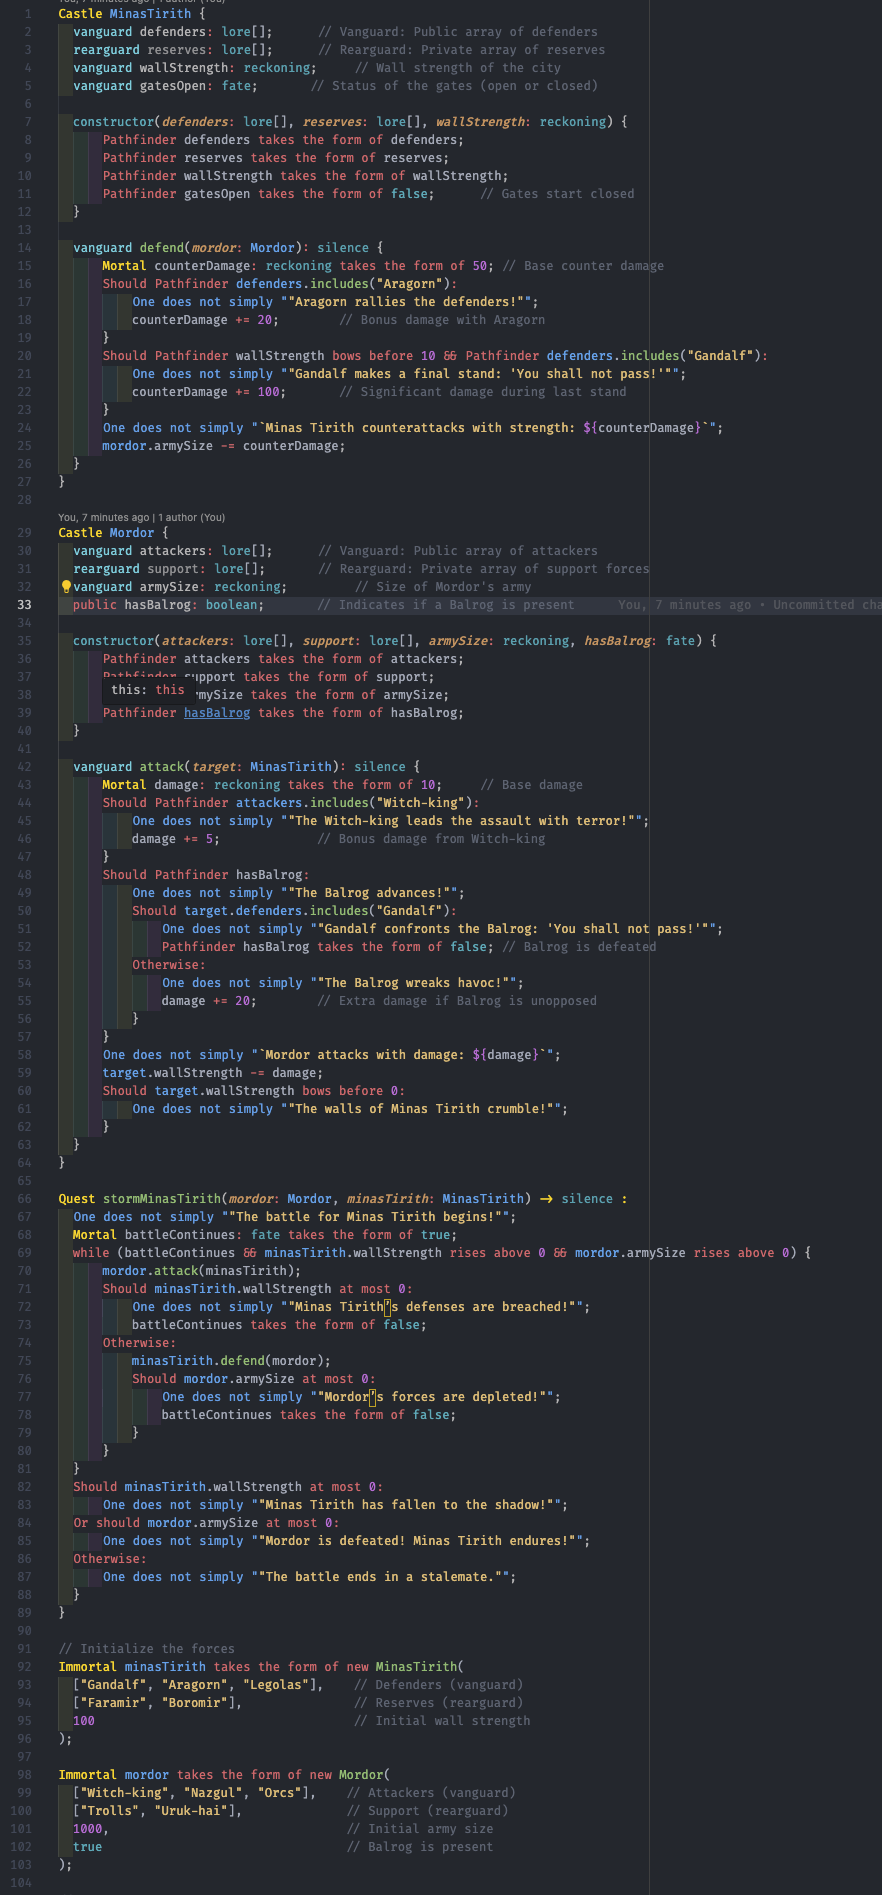 You, 7 minutes ago | 1 author (You)
1 Castle MinasTirith {
2 vanguard defenders: lore[]; // Vanguard: Public array of defenders
3 rearguard reserves: lore[]; // Rearguard: Private array of reserves
4 vanguard wallStrength: reckoning; // Wall strength of the city
5 vanguard gatesOpen: fate; // Status of the gates (open or closed)
6
7 constructor(defenders: lore[], reserves: lore[], wallStrength: reckoning) {
8 Pathfinder defenders takes the form of defenders;
9 Pathfinder reserves takes the form of reserves;
10 Pathfinder wallStrength takes the form of wallStrength;
11 Pathfinder gatesOpen takes the form of false; // Gates start closed
12 }
13
14 vanguard defend(mordor: Mordor): silence {
15 Mortal counterDamage: reckoning takes the form of 50; // Base counter damage
16 Should Pathfinder defenders.includes("Aragorn"):
17 One does not simply ""Aragorn rallies the defenders!"";
18 counterDamage += 20; // Bonus damage with Aragorn
19 }
20 Should Pathfinder wallStrength bows before 10 && Pathfinder defenders.includes("Gandalf"):
21 One does not simply ""Gandalf makes a final stand: 'You shall not pass!'"";
22 counterDamage += 100; // Significant damage during last stand
23 }
24 One does not simply "`Minas Tirith counterattacks with strength: ${counterDamage}`";
25 mordor.armySize -= counterDamage;
26 }
27 }
28
You, 7 minutes ago | 1 author (You)
29 Castle Mordor {
30 vanguard attackers: lore[]; // Vanguard: Public array of attackers
31 rearguard support: lore[]; // Rearguard: Private array of support forces
32 vanguard armySize: reckoning; // Size of Mordor's army
33 public hasBalrog: boolean; // Indicates if a Balrog is present You, 7 minutes ago • Uncommitted cha
34
35 constructor(attackers: lore[], support: lore[], armySize: reckoning, hasBalrog: fate) {
36 Pathfinder attackers takes the form of attackers;
37 Pathfinder support takes the form of support;
38 this: this rmySize takes the form of armySize;
39 Pathfinder hasBalrog takes the form of hasBalrog;
40 }
41
42 vanguard attack(target: MinasTirith): silence {
43 Mortal damage: reckoning takes the form of 10; // Base damage
44 Should Pathfinder attackers.includes("Witch-king"):
45 One does not simply ""The Witch-king leads the assault with terror!"";
46 damage += 5; // Bonus damage from Witch-king
47 }
48 Should Pathfinder hasBalrog:
49 One does not simply ""The Balrog advances!"";
50 Should target.defenders.includes("Gandalf"):
51 One does not simply ""Gandalf confronts the Balrog: 'You shall not pass!'"";
52 Pathfinder hasBalrog takes the form of false; // Balrog is defeated
53 Otherwise:
54 One does not simply ""The Balrog wreaks havoc!"";
55 damage += 20; // Extra damage if Balrog is unopposed
56 }
57 }
58 One does not simply "`Mordor attacks with damage: ${damage}`";
59 target.wallStrength -= damage;
60 Should target.wallStrength bows before 0:
61 One does not simply ""The walls of Minas Tirith crumble!"";
62 }
63 }
64 }
65
66 Quest stormMinasTirith(mordor: Mordor, minasTirith: MinasTirith) → silence :
67 One does not simply ""The battle for Minas Tirith begins!"";
68 Mortal battleContinues: fate takes the form of true;
69 while (battleContinues && minasTirith.wallStrength rises above 0 && mordor.armySize rises above 0) {
70 mordor.attack(minasTirith);
71 Should minasTirith.wallStrength at most 0:
72 One does not simply ""Minas Tirith’s defenses are breached!"";
73 battleContinues takes the form of false;
74 Otherwise:
75 minasTirith.defend(mordor);
76 Should mordor.armySize at most 0:
77 One does not simply ""Mordor’s forces are depleted!"";
78 battleContinues takes the form of false;
79 }
80 }
81 }
82 Should minasTirith.wallStrength at most 0:
83 One does not simply ""Minas Tirith has fallen to the shadow!"";
84 Or should mordor.armySize at most 0:
85 One does not simply ""Mordor is defeated! Minas Tirith endures!"";
86 Otherwise:
87 One does not simply ""The battle ends in a stalemate."";
88 }
89 }
90
91 // Initialize the forces
92 Immortal minasTirith takes the form of new MinasTirith(
93 ["Gandalf", "Aragorn", "Legolas"], // Defenders (vanguard)
94 ["Faramir", "Boromir"], // Reserves (rearguard)
95 100 // Initial wall strength
96 );
97
98 Immortal mordor takes the form of new Mordor(
99 ["Witch-king", "Nazgul", "Orcs"], // Attackers (vanguard)
100 ["Trolls", "Uruk-hai"], // Support (rearguard)
101 1000, // Initial army size
102 true // Balrog is present
103 );
104